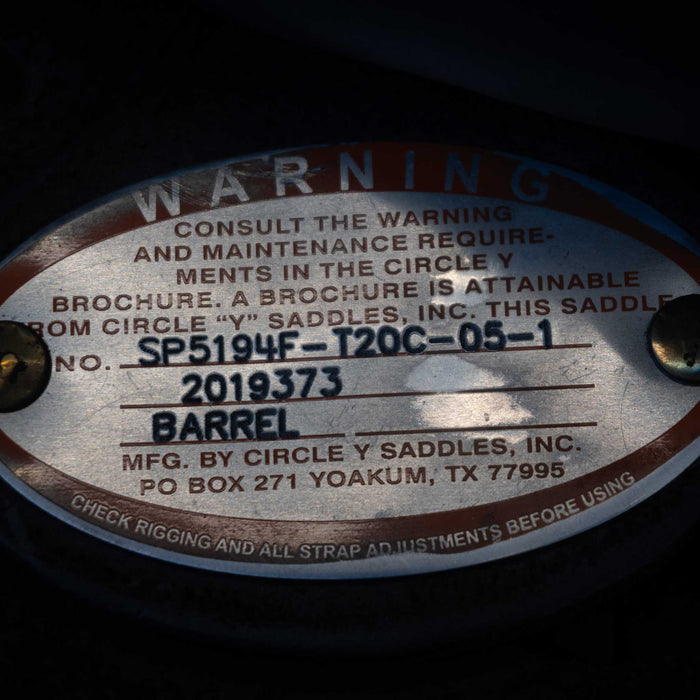 WARNING
CONSULT THE WARNING
AND MAINTENANCE REQUIRE-
MENTS IN THE CIRCLE Y
BROCHURE. A BROCHURE IS ATTAINABLE
FROM CIRCLE “Y” SADDLES, INC. THIS SADDLE
NO. SP5194F-T20C-05-1
2019373
BARREL
MFG. BY CIRCLE Y SADDLES, INC.
PO BOX 271 YOAKUM, TX 77995
CHECK RIGGING AND ALL STRAP ADJUSTMENTS BEFORE USING